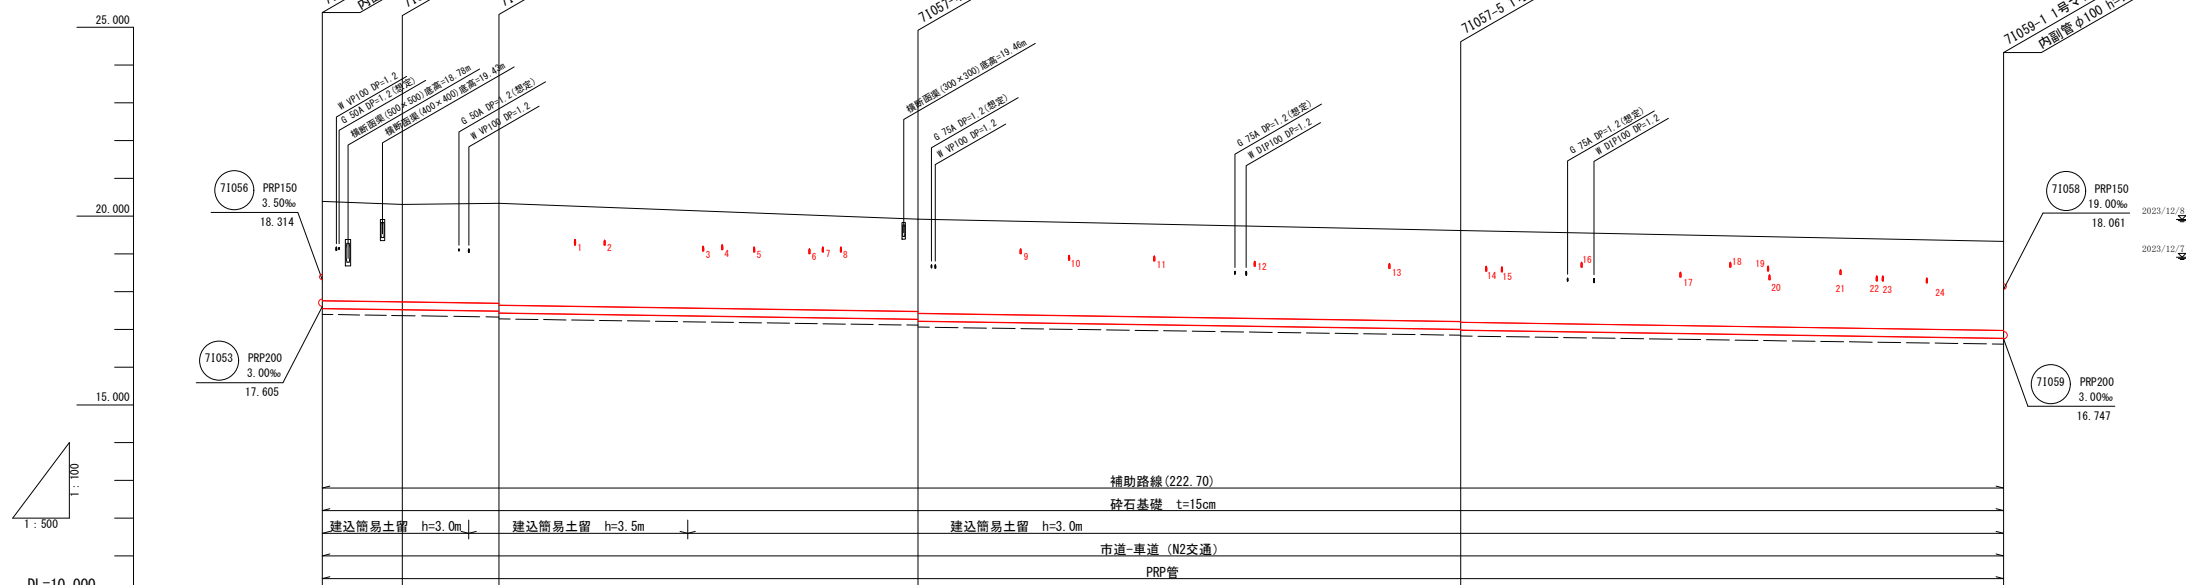 25.000
20.000
15.000
DL=10.000
1:100
1:500
W VP100 DP=1.2
G 50A DP=1.2(想定)
横断函渠(500×500)底高=18.78m
横断函渠(400×400)底高=19.43m
G 50A DP=1.2(想定)
W VP100 DP=1.2
横断函渠(300×300)底高=19.46m
G 75A DP=1.2(想定)
W VP100 DP=1.2
G 75A DP=1.2(想定)
W DIP100 DP=1.2
7I057-5
G 75A DP=1.2(想定)
W DIP100 DP=1.2
7I059-1 1号マ
内副管φ100 h=
7I056 PRP150
3.50‰
18.314
7I053 PRP200
3.00‰
17.605
7I058 PRP150
19.00‰
18.061
2023/12/8
2023/12/7
7I059 PRP200
3.00‰
16.747
1 2 3 4 5 6 7 8 9 10 11 12 13 14 15 16 17 18 19 20 21 22 23 24
補助路線(222.70)
砕石基礎 t=15cm
建込簡易土留 h=3.0m
建込簡易土留 h=3.5m
建込簡易土留 h=3.0m
市道-車道 (N2交通)
PRP管